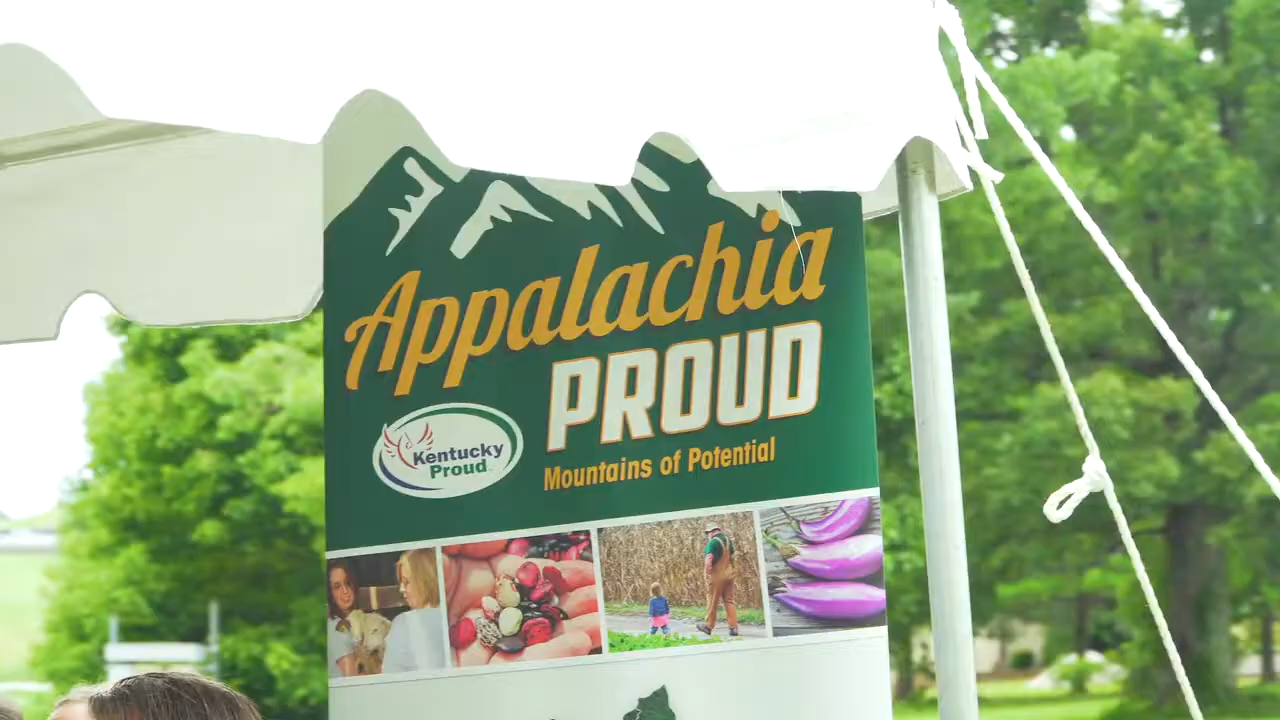 Appalachia
PROUD
Kentucky
Proud
Mountains of Potential